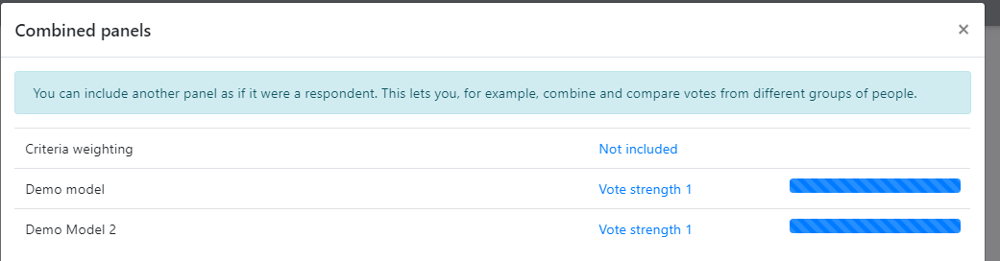 Combined panels
×
You can include another panel as if it were a respondent. This lets you, for example, combine and compare votes from different groups of people.
Criteria weighting Not included
Demo model Vote strength 1
Demo Model 2 Vote strength 1